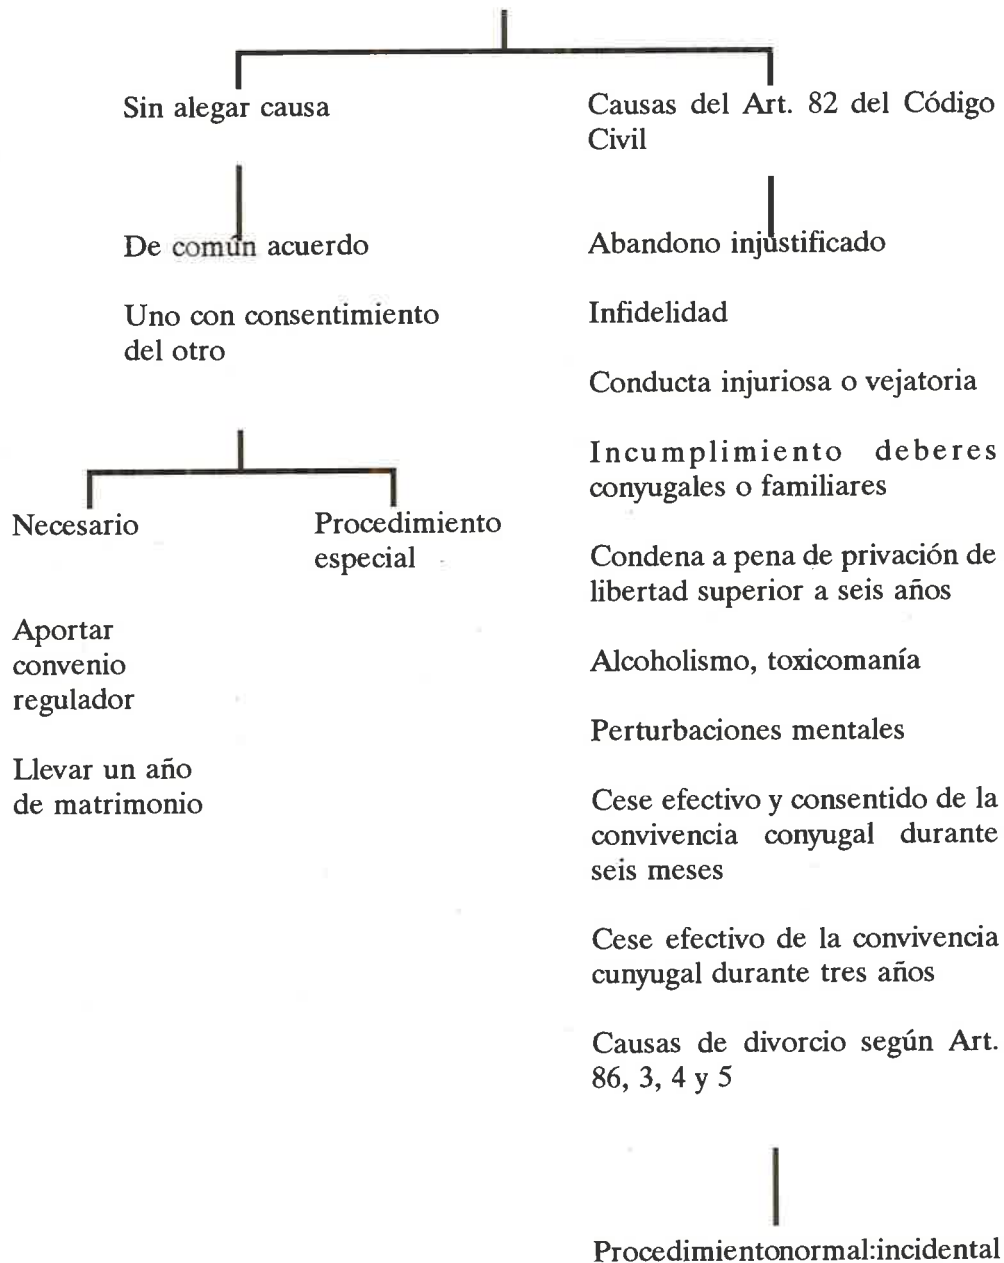 Sin alegar causa
De común acuerdo
Uno con consentimiento
del otro
Necesario
Aportar
convenio
regulador
Llevar un año
de matrimonio
Procedimiento
especial
Causas del Art. 82 del Código
Civil
Abandono injustificado
Infidelidad
Conducta injuriosa o vejatoria
Incumplimiento deberes
conyugales o familiares
Condena a pena de privación de
libertad superior a seis años
Alcoholismo, toxicomanía
Perturbaciones mentales
Cese efectivo y consentido de la
convivencia conyugal durante
seis meses
Cese efectivo de la convivencia
cunyugal durante tres años
Causas de divorcio según Art.
86, 3, 4 y 5
Procedimientonormal:incidental